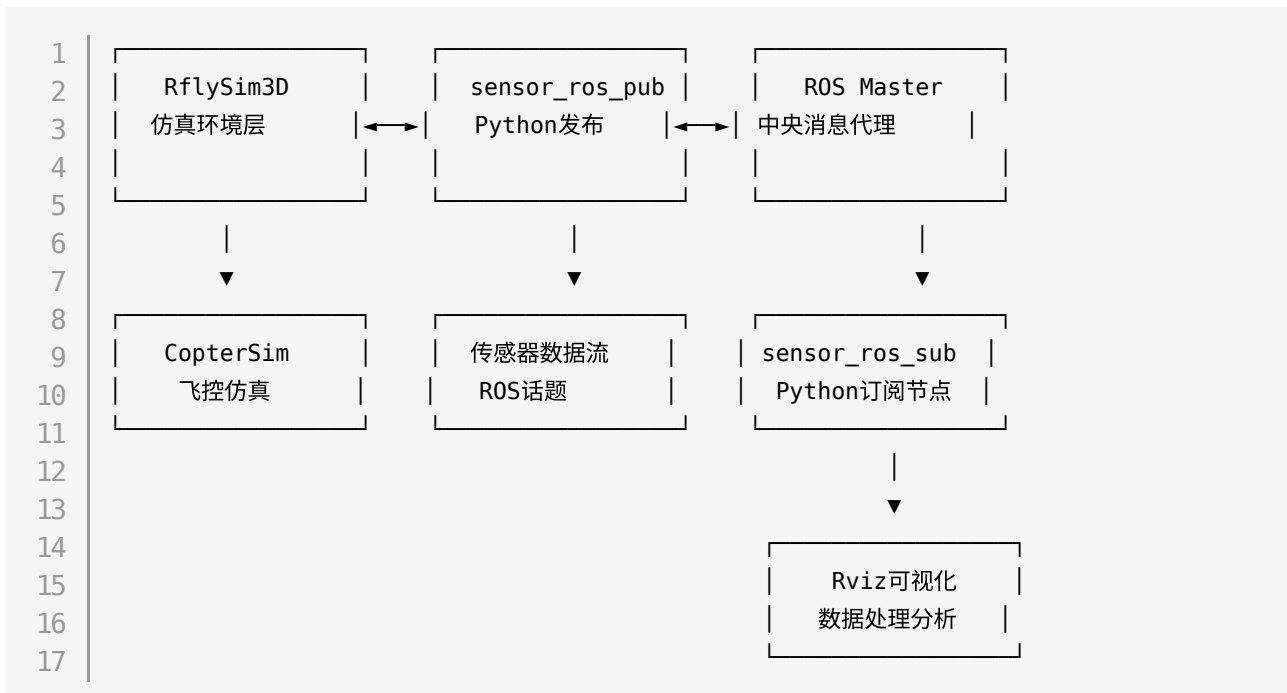 1
2 RflySim3D sensor_ros_pub ROS Master
3 仿真环境层 Python发布 中央消息代理
4
5
6
7
8
9 CopterSim 传感器数据流 sensor_ros_sub
10 飞控仿真 ROS话题 Python订阅节点
11
12
13
14
15 Rviz可视化
16 数据处理分析
17